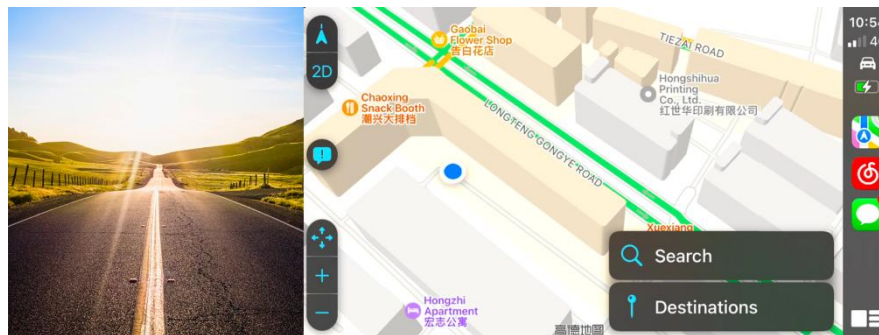 2D
Gaobai
Flower Shop
告白花店
TIEZAI ROAD
Hongshihua
Printing
Co., Ltd.
红世华印刷有限公司
Chaoxing
Snack Booth
潮兴大排档
LONGTENG GONGYE ROAD
Xuexiang
Search
Destinations
Hongzhi
Apartment
宏志公寓
高德地图
10:54
4